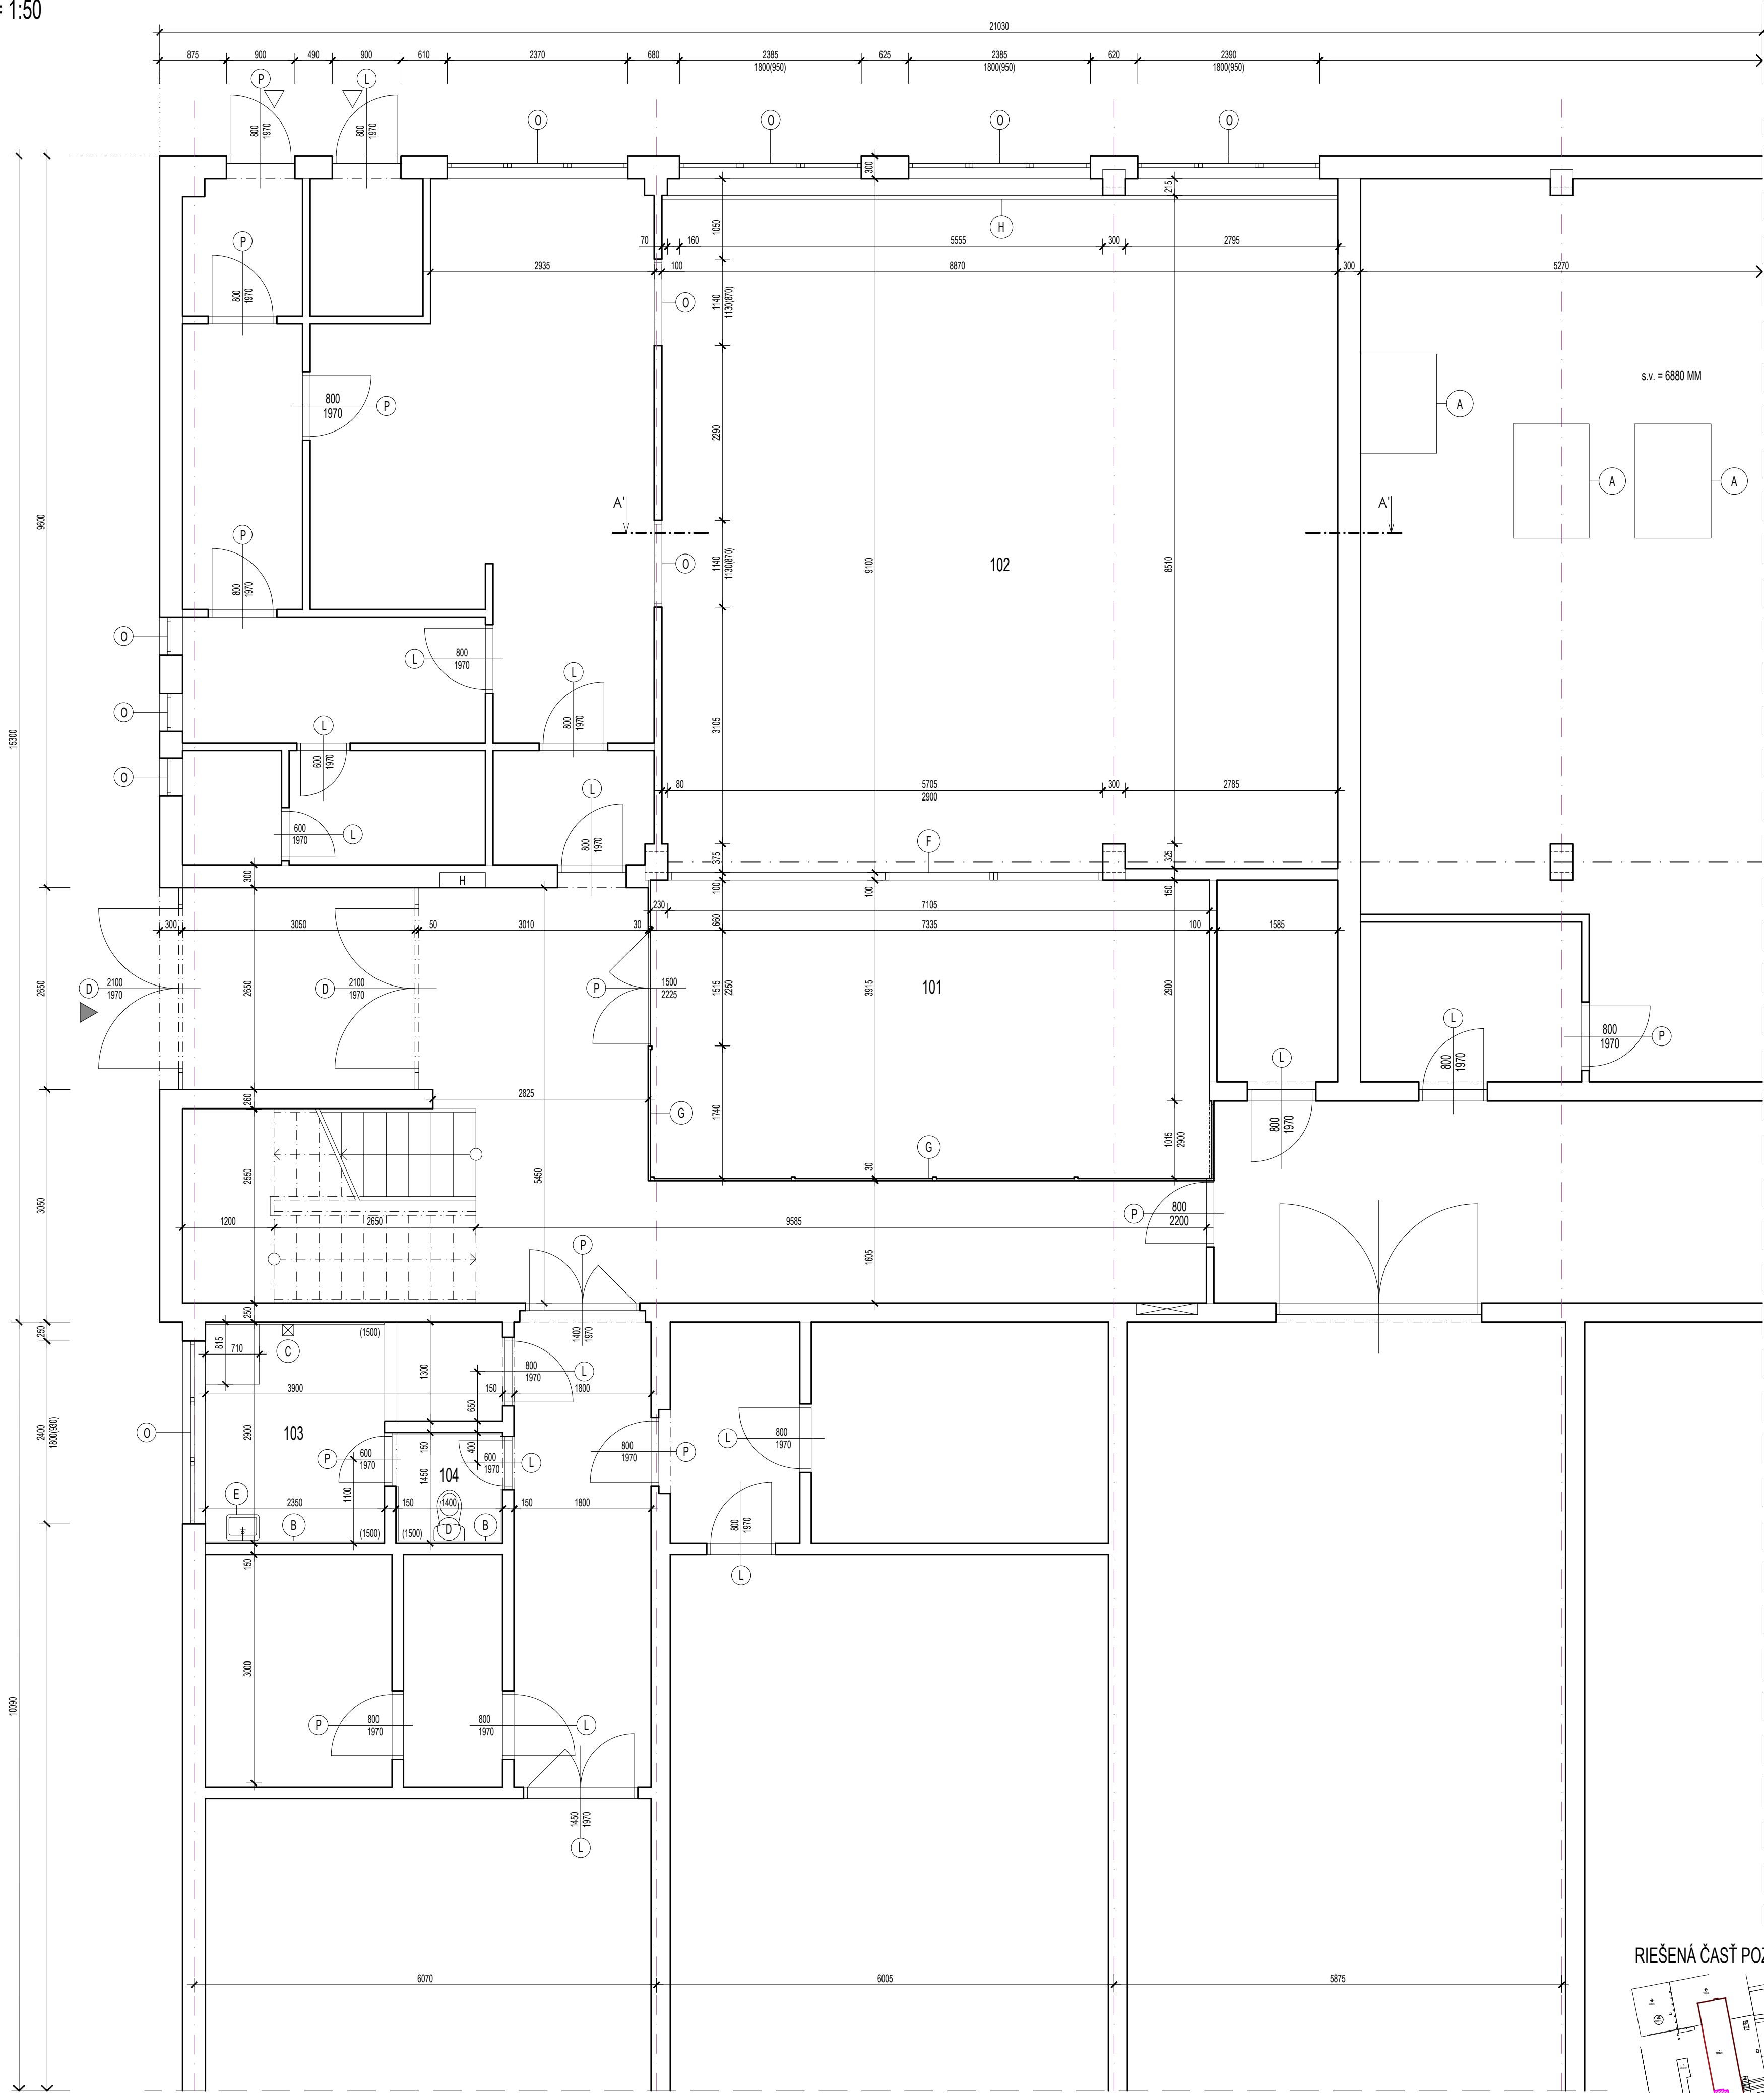 = 1:50
21030
875 900 490 900 610 2370 680 2385 625 2385 620 2390
1800(950) 1800(950) 1800(950)
P L
800
1970
800
1970
O O O O
300
215
H
1050
70 160 5555 300 2795
2935 100 8870 300 5270
P
800
1970
O
1140
1130(870)
s.v. = 6880 MM
800
1970
P
A
2290
A A
A' A'
9600
P
800
1970
O
1140
1130(870)
9100
102
8510
O
L
800
1970
L
800
1970
O
L
600
1970
3105
15300
O
80 5705 300 2785
2900
L
800
1970
600
1970
L
F
375
325
300
H
100
100
150
230 7105
300 3050 50 3010 30 7335 100 1585
660
2650
D
2100
1970
2650
D
2100
1970
P
1500
2225
1515
2250
3915
101
2900
L
800
1970
L
800
1970
P
260
2825
G
1740
G
1015
2900
2550
5450
30
3050
1200 2650 9585
P
800
2200
1605
P
1400
1970
250
250
815
710
C
(1500)
1300
800
1970
L
3900 150 1800
650
2400
1800(930)
O
2900
103
P
600
1970
150
400
600
1970
L
800
1970
P
L
800
1970
104
1450
1100
E
2350 150 1400 150 1800
B
(1500)
(1500)
D
B
800
1970
L
150
3000
10090
P
800
1970
800
1970
L
1450
1970
L
6070 6005 5875
RIEŠENÁ ČASŤ POZ